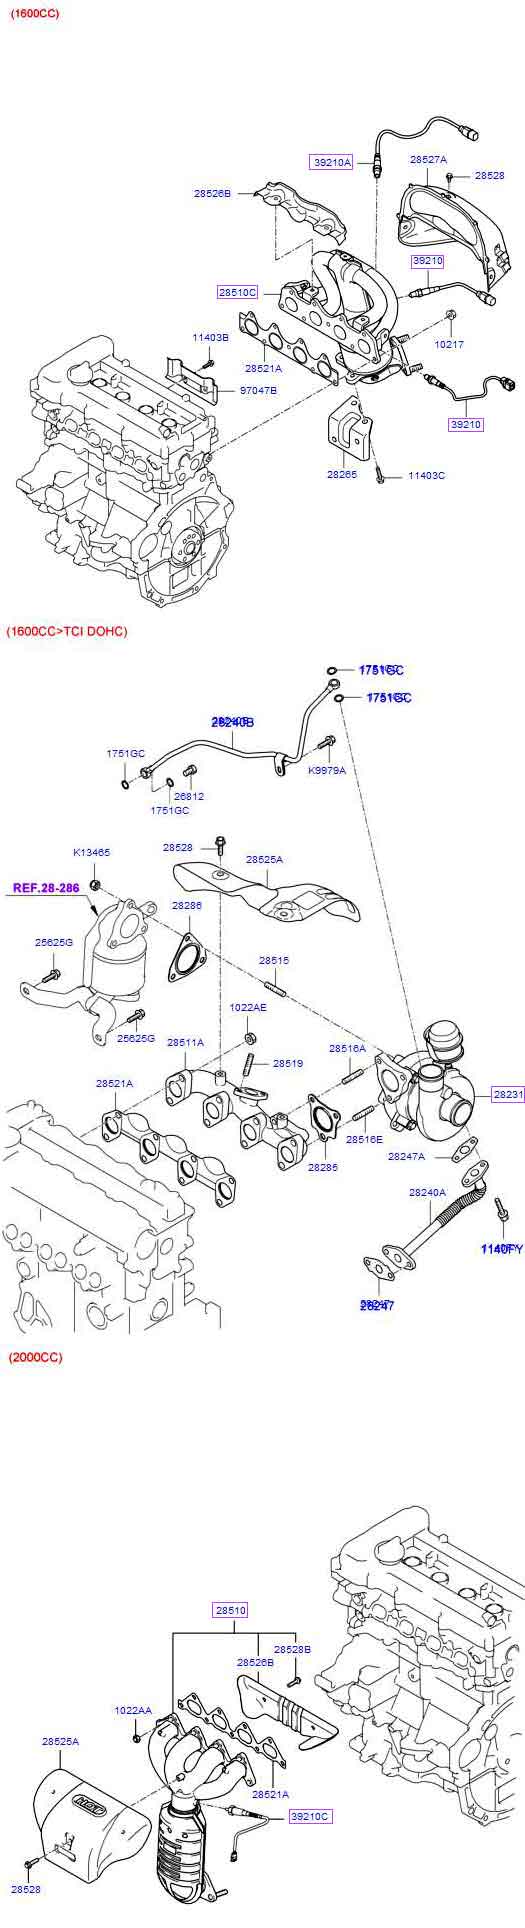 (1600CC)
39210A
28527A
28528
28526B
39210
28510C
11403B
10217
28521A
97047B
39210
28265
11403C
(1600CC>TCI DOHC)
1751GC
1751GC
28240B
1751GC
K9979A
26812
1751GC
28528
K13465
28525A
REF.28-286
28286
25625G
28515
1022AE
25625G
28511A
28516A
28519
28521A
28231
28516E
28247A
28285
28240A
1140FY
28247
(2000CC)
28510
28528B
28526B
1022AA
28525A
28521A
39210C
28528